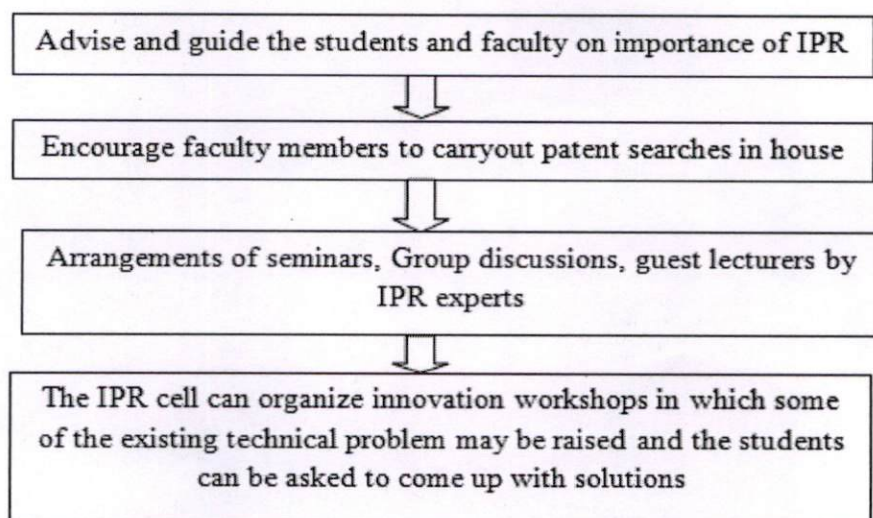 Advise and guide the students and faculty on importance of IPR
Encourage faculty members to carryout patent searches in house
Arrangements of seminars, Group discussions, guest lecturers by
IPR experts
The IPR cell can organize innovation workshops in which some
of the existing technical problem may be raised and the students
can be asked to come up with solutions